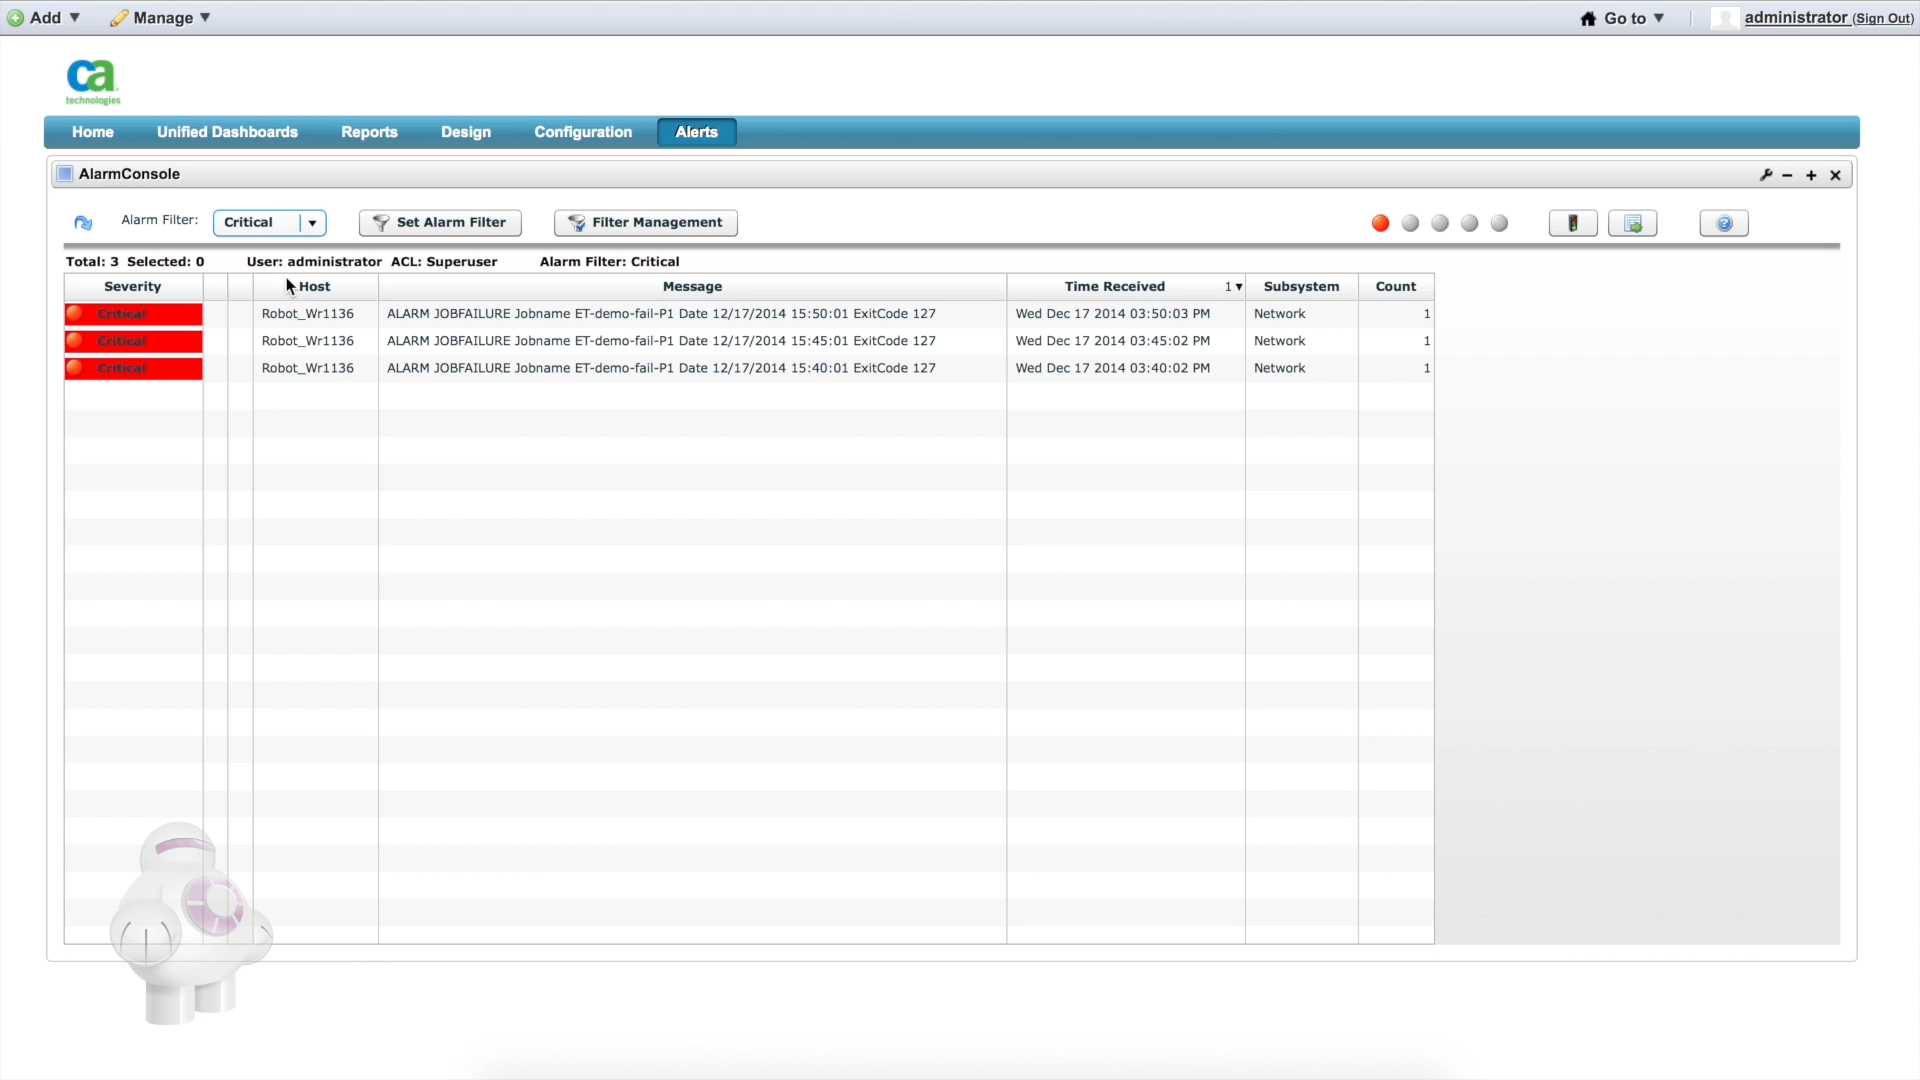 Add ▼ Manage ▼ Go to ▼ administrator (Sign Out)
ca
technologies
Home Unified Dashboards Reports Design Configuration Alerts
AlarmConsole
Alarm Filter: Critical Set Alarm Filter Filter Management
Total: 3 Selected: 0 User: administrator ACL: Superuser Alarm Filter: Critical
Severity Host Message Time Received 1▼ Subsystem Count
Critical Robot_Wr1136 ALARM JOBFAILURE Jobname ET-demo-fail-P1 Date 12/17/2014 15:50:01 ExitCode 127 Wed Dec 17 2014 03:50:03 PM Network 1
Critical Robot_Wr1136 ALARM JOBFAILURE Jobname ET-demo-fail-P1 Date 12/17/2014 15:45:01 ExitCode 127 Wed Dec 17 2014 03:45:02 PM Network 1
Critical Robot_Wr1136 ALARM JOBFAILURE Jobname ET-demo-fail-P1 Date 12/17/2014 15:40:01 ExitCode 127 Wed Dec 17 2014 03:40:02 PM Network 1